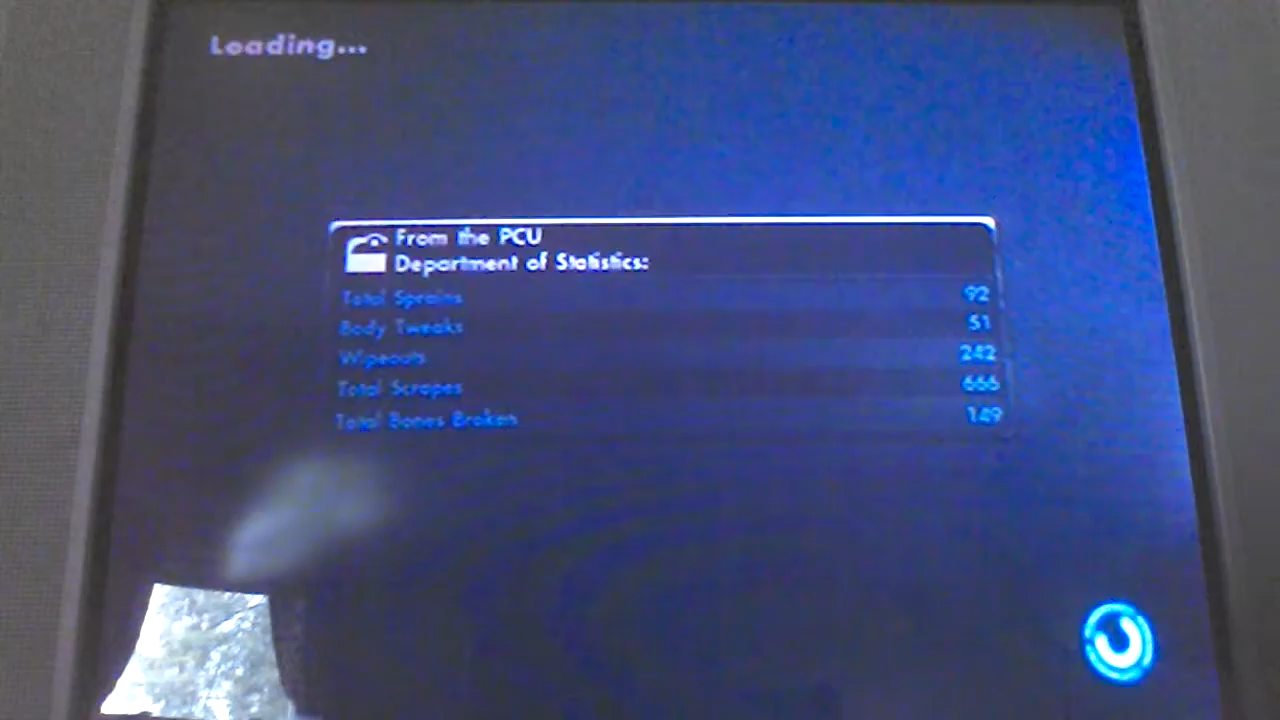 Loading...
From the PCU
Department of Statistics:
Total Sprains 92
Body Tweaks 51
Wipeouts 242
Total Scrapes 666
Total Bones Broken 149